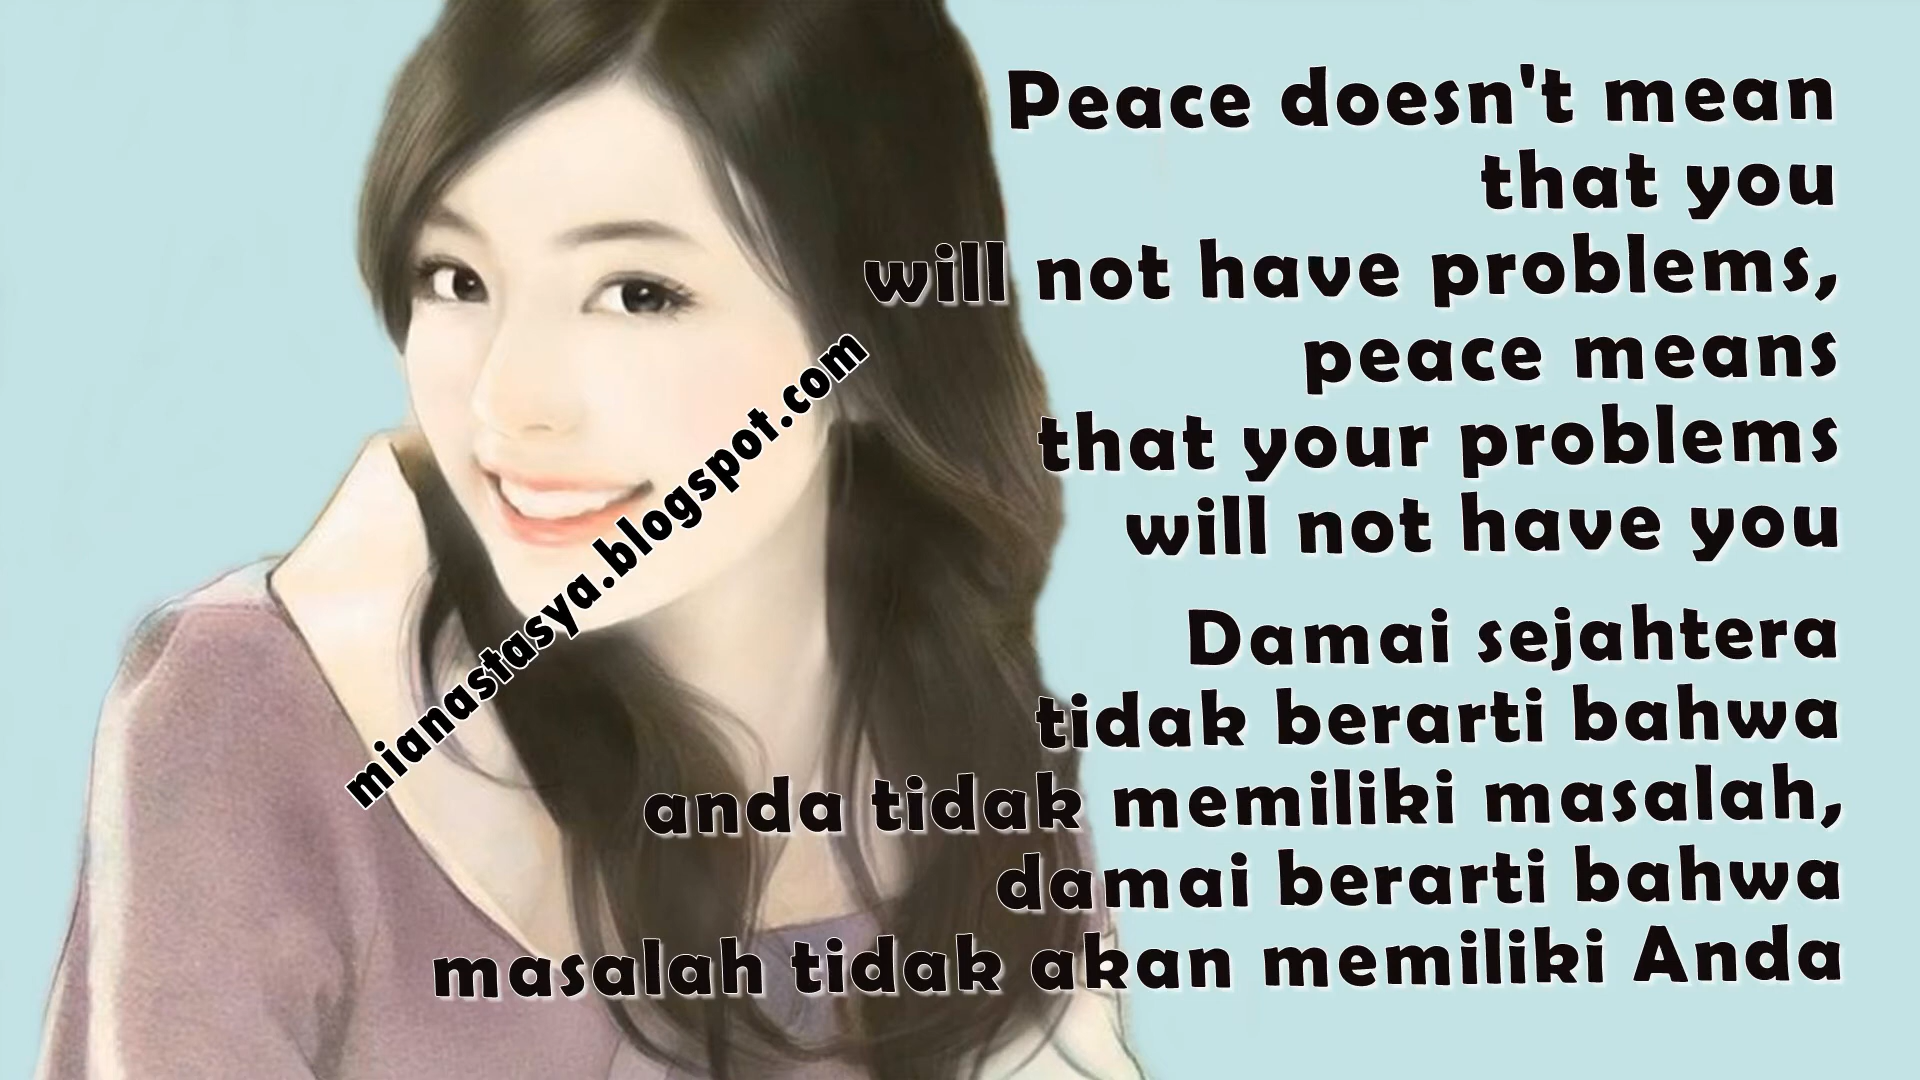 Peace doesn't mean
that you
will not have problems,
peace means
that your problems
will not have you
Damai sejahtera
tidak berarti bahwa
anda tidak memiliki masalah,
damai berarti bahwa
masalah tidak akan memiliki Anda
mianastasya.blogspot.com